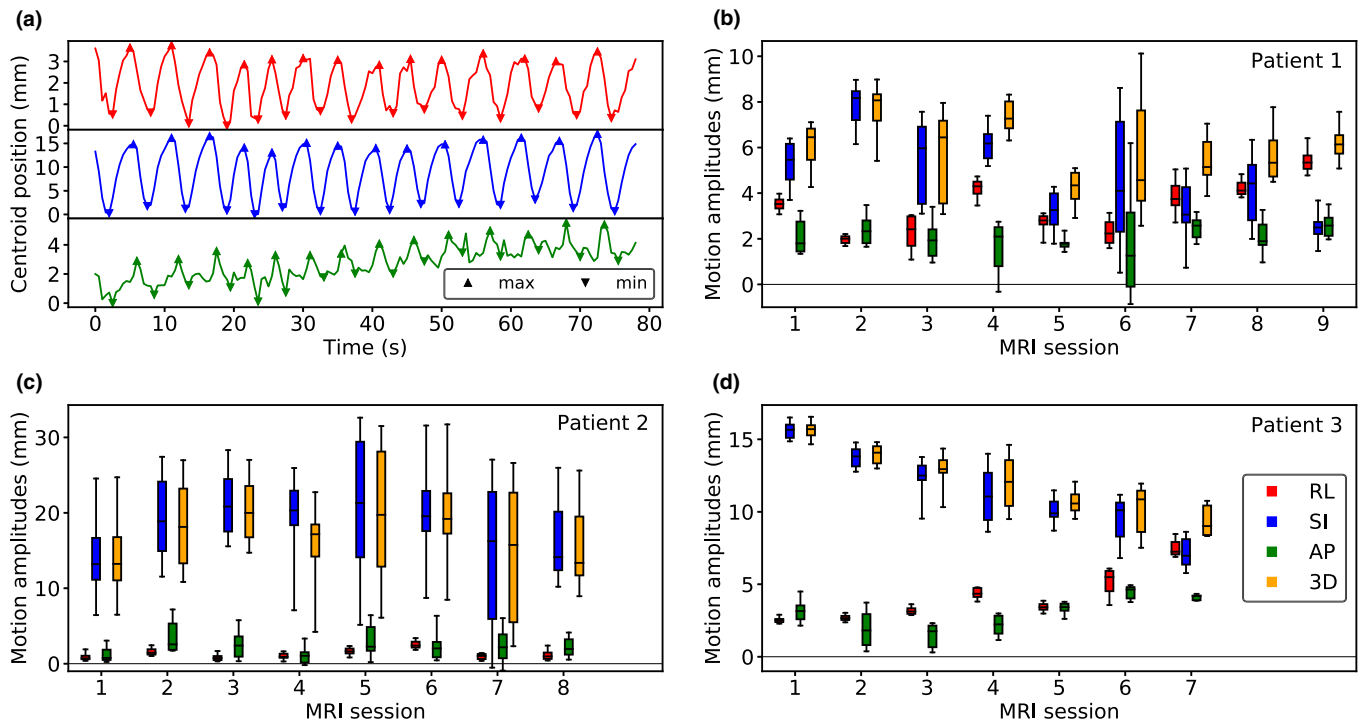 (a)
Centroid position (mm)
3
2
1
0
15
10
5
0
4
2
0
max min
0 10 20 30 40 50 60 70 80
Time (s)
(b)
Patient 1
Motion amplitudes (mm)
10
8
6
4
2
0
1 2 3 4 5 6 7 8 9
MRI session
(c)
Patient 2
Motion amplitudes (mm)
30
20
10
0
1 2 3 4 5 6 7 8
MRI session
(d)
Patient 3
Motion amplitudes (mm)
15
10
5
0
RL
SI
AP
3D
1 2 3 4 5 6 7
MRI session